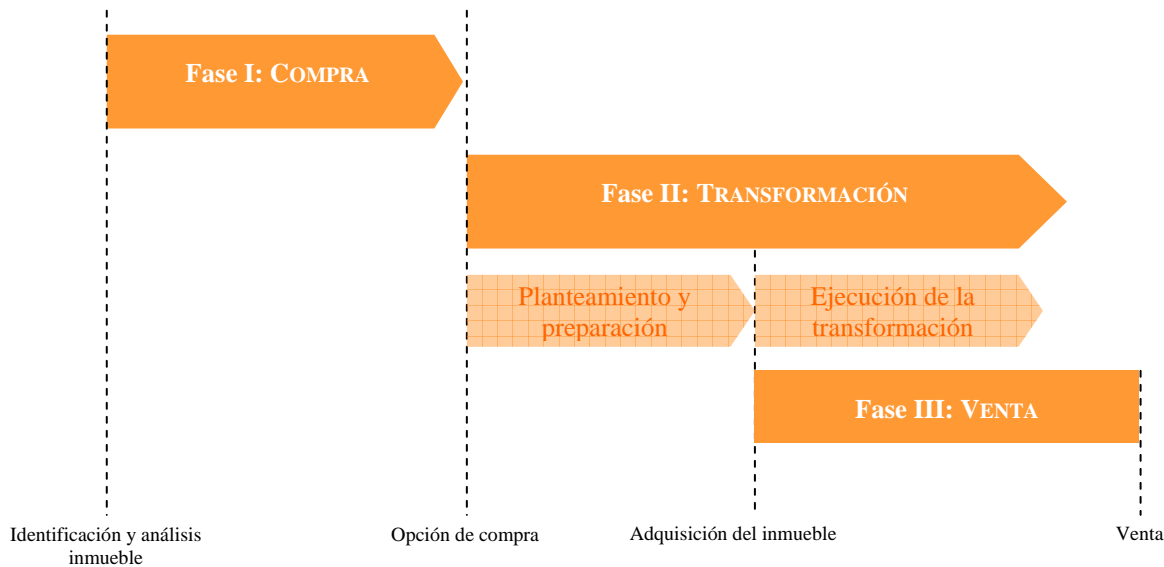 Fase I: COMPRA
Fase II: TRANSFORMACIÓN
Planteamiento y
preparación
Ejecución de la
transformación
Fase III: VENTA
Identificación y análisis
inmueble
Opción de compra
Adquisición del inmueble
Venta